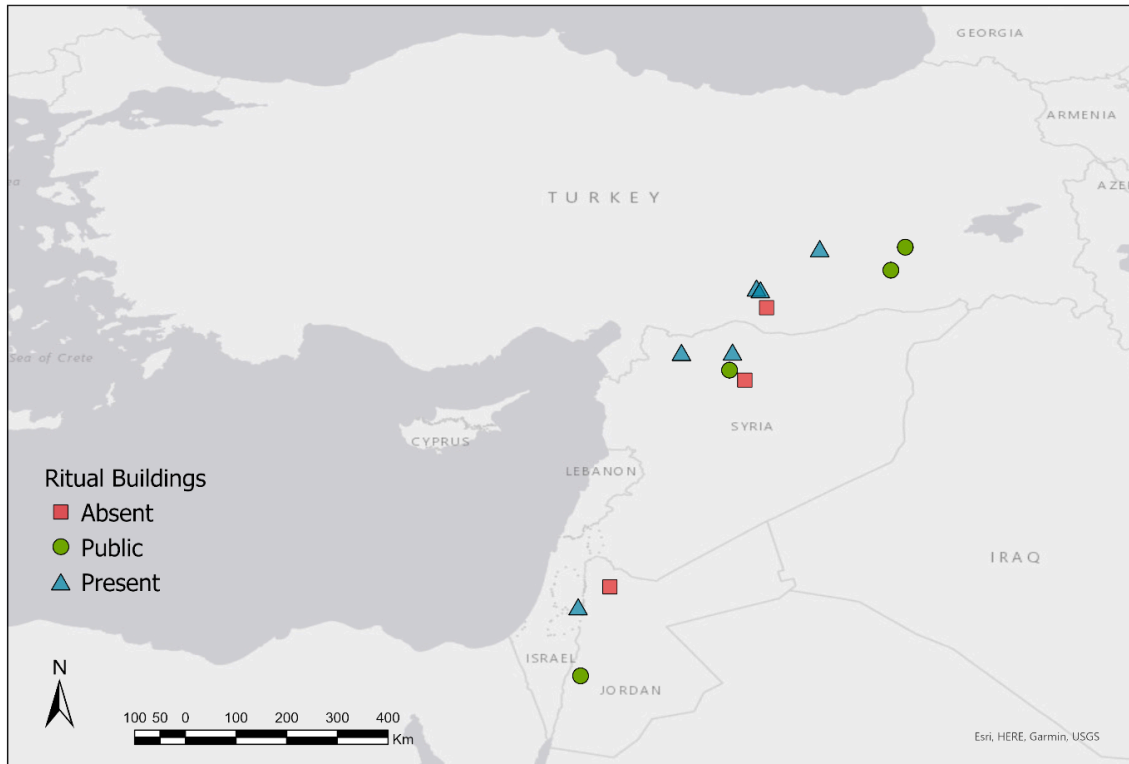 GEORGIA
ARMENIA
TURKEY
Sea of Crete
CYPRUS
SYRIA
LEBANON
IRAQ
ISRAEL
JORDAN
Ritual Buildings
Absent
Public
Present
N
100 50 0 100 200 300 400
Km
Esri, HERE, Garmin, USGS